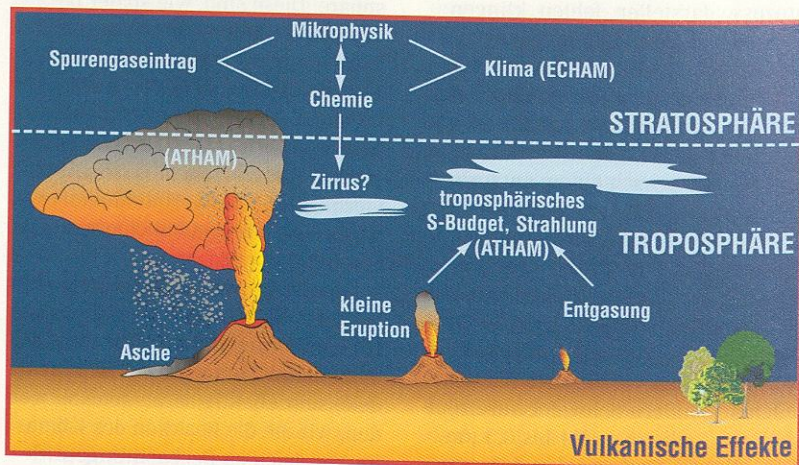 Mikrophysik
Spurengaseintrag
Klima (ECHAM)
Chemie
STRATOSPHÄRE
(ATHAM)
Zirrus?
troposphärisches
S-Budget, Strahlung
(ATHAM)
TROPOSPHÄRE
kleine
Eruption
Entgasung
Asche
Vulkanische Effekte